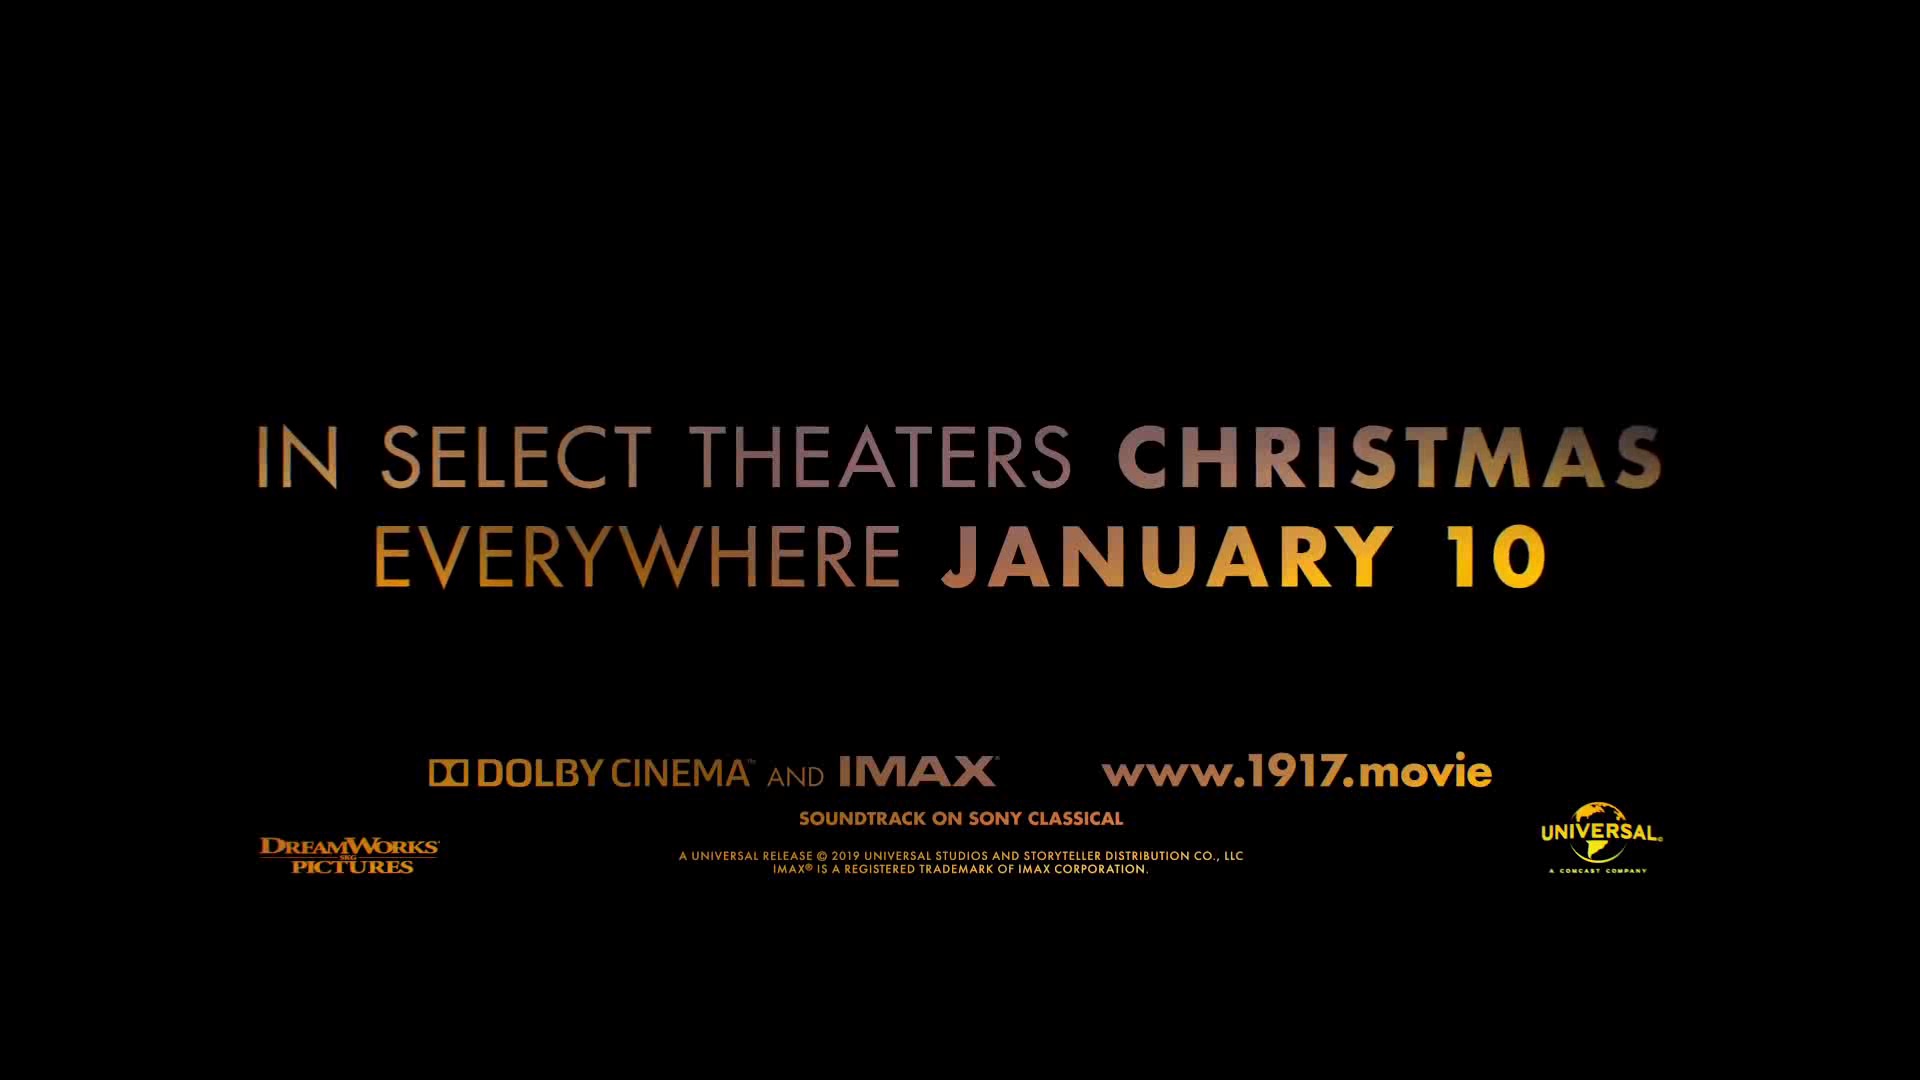 IN SELECT THEATERS CHRISTMAS
EVERYWHERE JANUARY 10
DOLBY CINEMA™ AND IMAX® www.1917.movie
SOUNDTRACK ON SONY CLASSICAL
DREAMWORKS
SKG
PICTURES
A UNIVERSAL RELEASE © 2019 UNIVERSAL STUDIOS AND STORYTELLER DISTRIBUTION CO., LLC
IMAX® IS A REGISTERED TRADEMARK OF IMAX CORPORATION.
UNIVERSAL
A COMCAST COMPANY